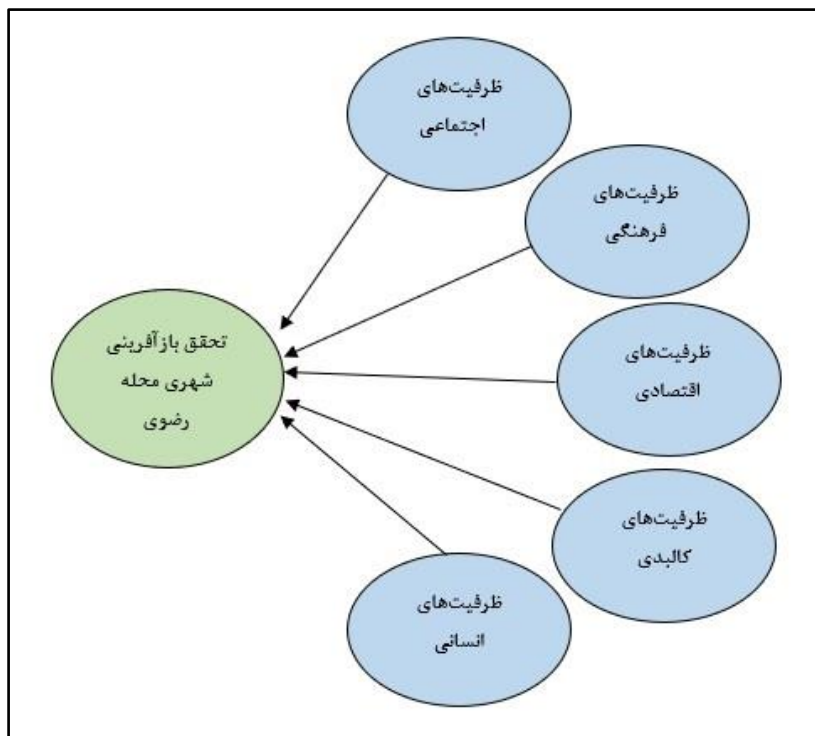 ظرفیت‌های
اجتماعی
ظرفیت‌های
فرهنگی
ظرفیت‌های
اقتصادی
ظرفیت‌های
کالبدی
ظرفیت‌های
انسانی
تحقق بازآفرینی
شهری محله
رضوی